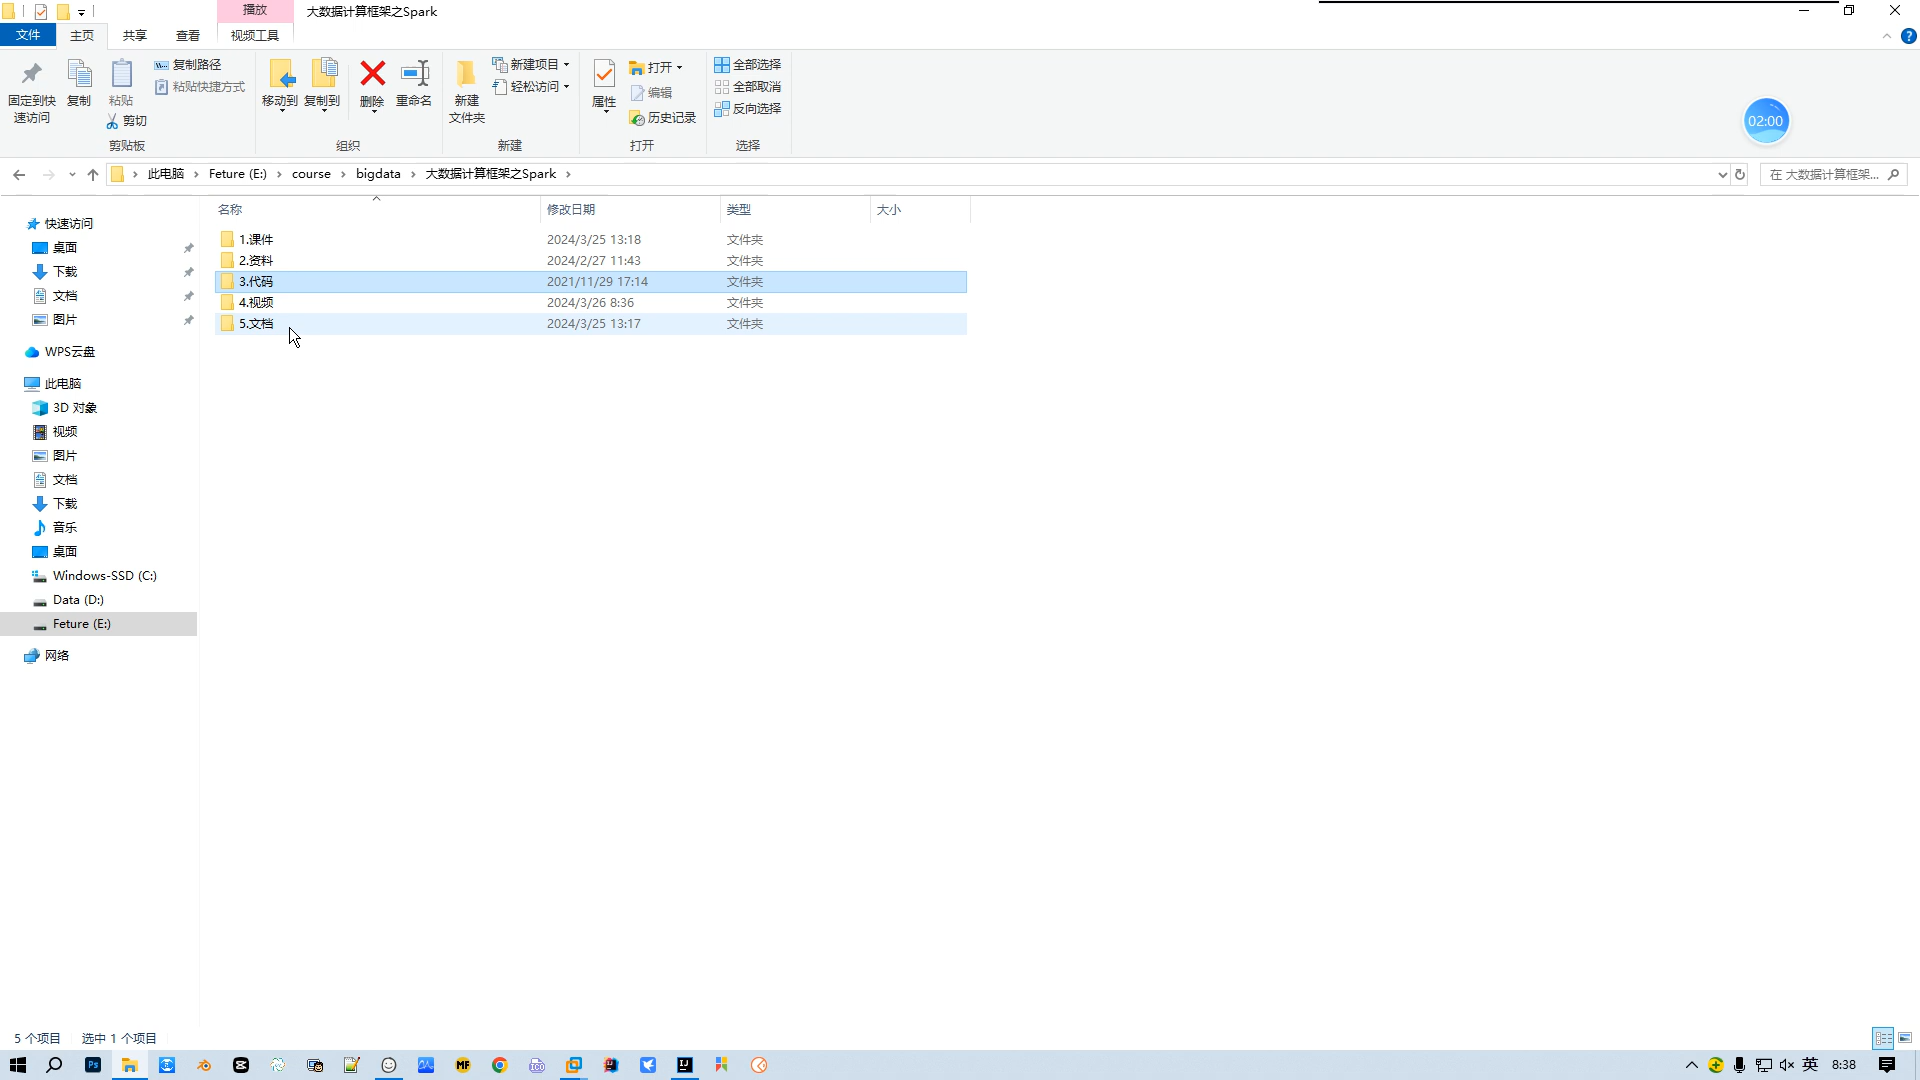 播放
大数据计算框架之Spark
文件
主页
共享
查看
视频工具
固定到快
速访问
复制
粘贴
复制路径
粘贴快捷方式
剪切
剪贴板
移动到
复制到
删除
重命名
组织
新建
文件夹
新建项目
轻松访问
新建
属性
打开
编辑
历史记录
打开
全部选择
全部取消
反向选择
选择
02:00
此电脑 › Feture (E:) › course › bigdata › 大数据计算框架之Spark ›
在 大数据计算框架...
名称 修改日期 类型 大小
1.课件 2024/3/25 13:18 文件夹
2.资料 2024/2/27 11:43 文件夹
3.代码 2021/11/29 17:14 文件夹
4.视频 2024/3/26 8:36 文件夹
5.文档 2024/3/25 13:17 文件夹
快速访问
桌面
下载
文档
图片
WPS云盘
此电脑
3D 对象
视频
图片
文档
下载
音乐
桌面
Windows-SSD (C:)
Data (D:)
Feture (E:)
网络
5 个项目 选中 1 个项目
Ps
MF
ICO
IJ
英
8:38